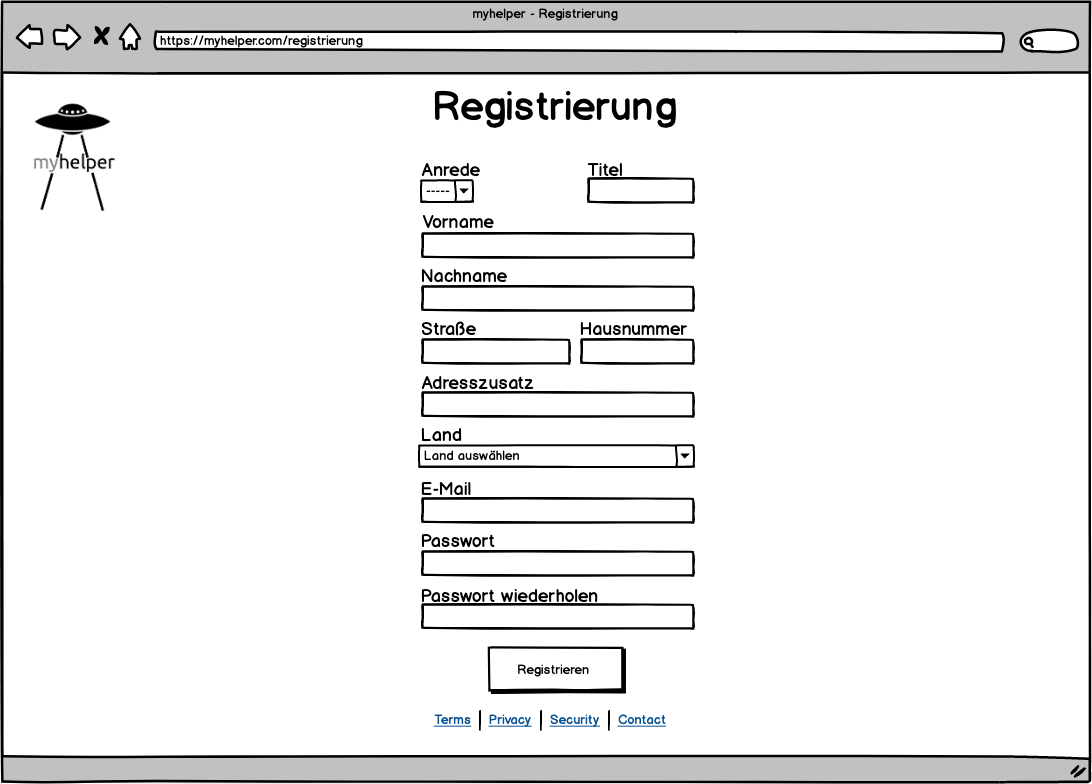 myhelper - Registrierung
https://myhelper.com/registrierung
Registrierung
myhelper
Anrede Titel
-----
Vorname
Nachname
Straße Hausnummer
Adresszusatz
Land
Land auswählen
E-Mail
Passwort
Passwort wiederholen
Registrieren
Terms | Privacy | Security | Contact